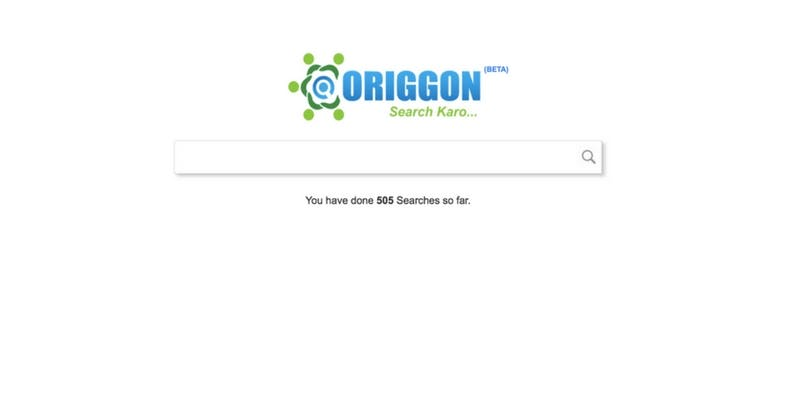 ORIGGON (BETA)
Search Karo...
You have done 505 Searches so far.